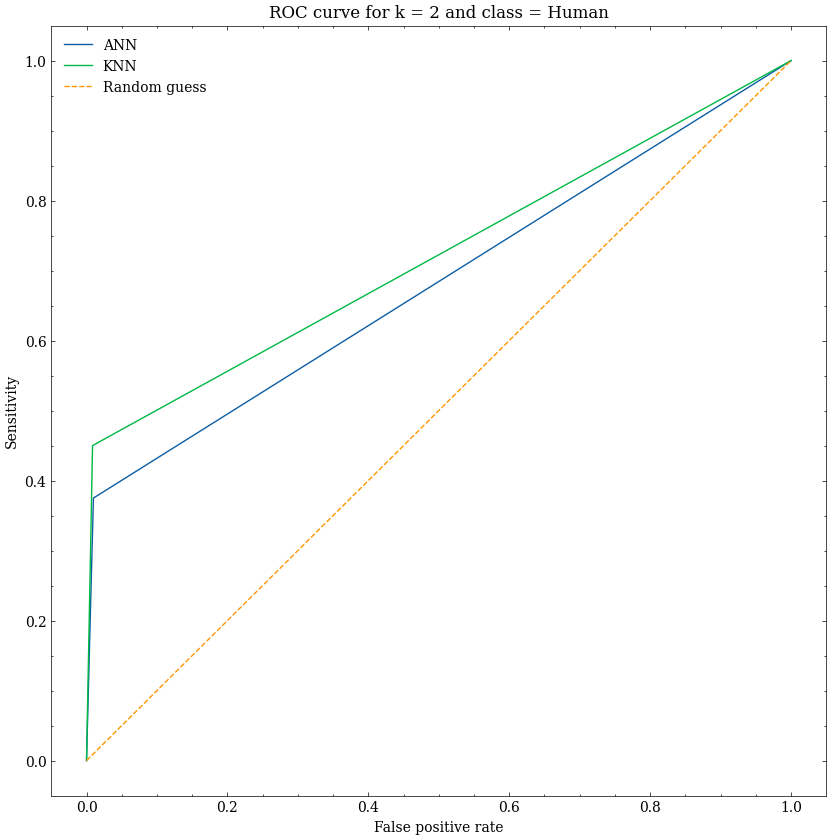 ROC curve for k = 2 and class = Human
ANN
KNN
Random guess
1.0
0.8
0.6
0.4
0.2
0.0
Sensitivity
0.0 0.2 0.4 0.6 0.8 1.0
False positive rate